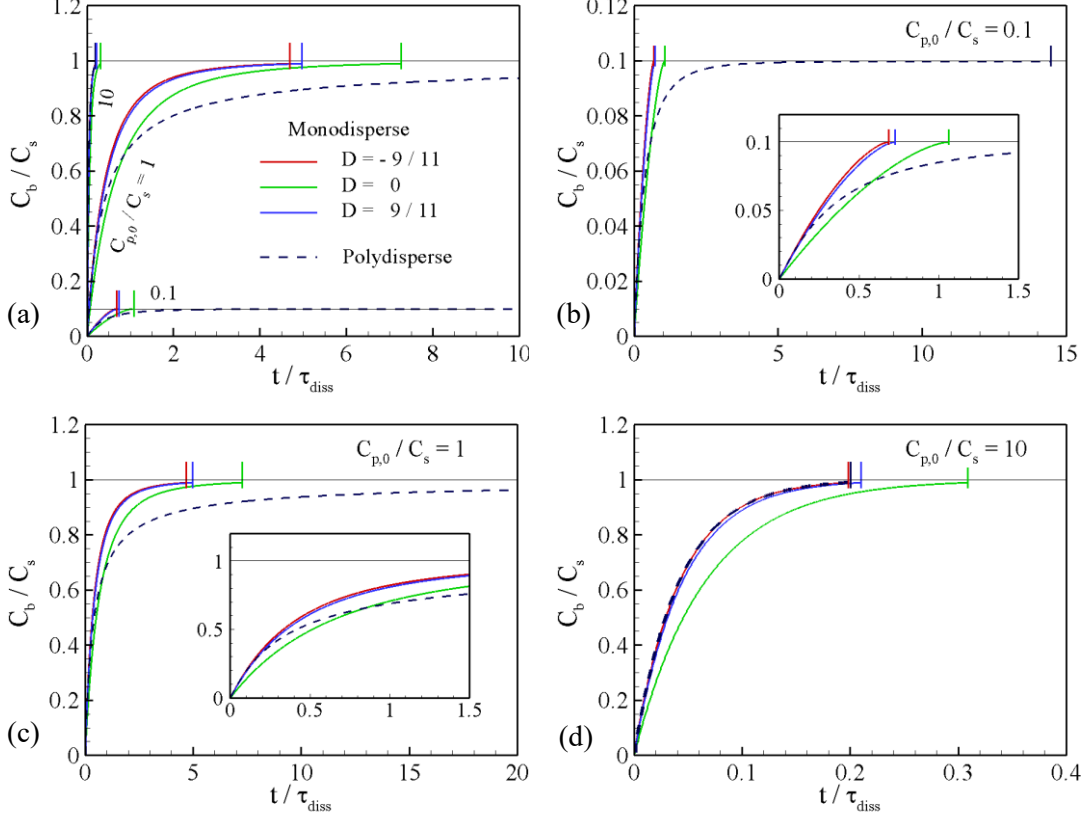 1.2
1
0.8
0.6
0.4
0.2
0
C_b / C_s
10
C_p,0 / C_s = 1
0.1
Monodisperse
D = - 9 / 11
D = 0
D = 9 / 11
Polydisperse
(a)
0 2 4 6 8 10
t / τ_diss
0.12
0.1
0.08
0.06
0.04
0.02
0
C_b / C_s
C_p,0 / C_s = 0.1
0.1
0.05
0
0 0.5 1 1.5
(b)
0 5 10 15
t / τ_diss
1.2
1
0.8
0.6
0.4
0.2
0
C_b / C_s
C_p,0 / C_s = 1
1
0.5
0
0 0.5 1 1.5
(c)
0 5 10 15 20
t / τ_diss
1.2
1
0.8
0.6
0.4
0.2
0
C_b / C_s
C_p,0 / C_s = 10
(d)
0 0.1 0.2 0.3 0.4
t / τ_diss